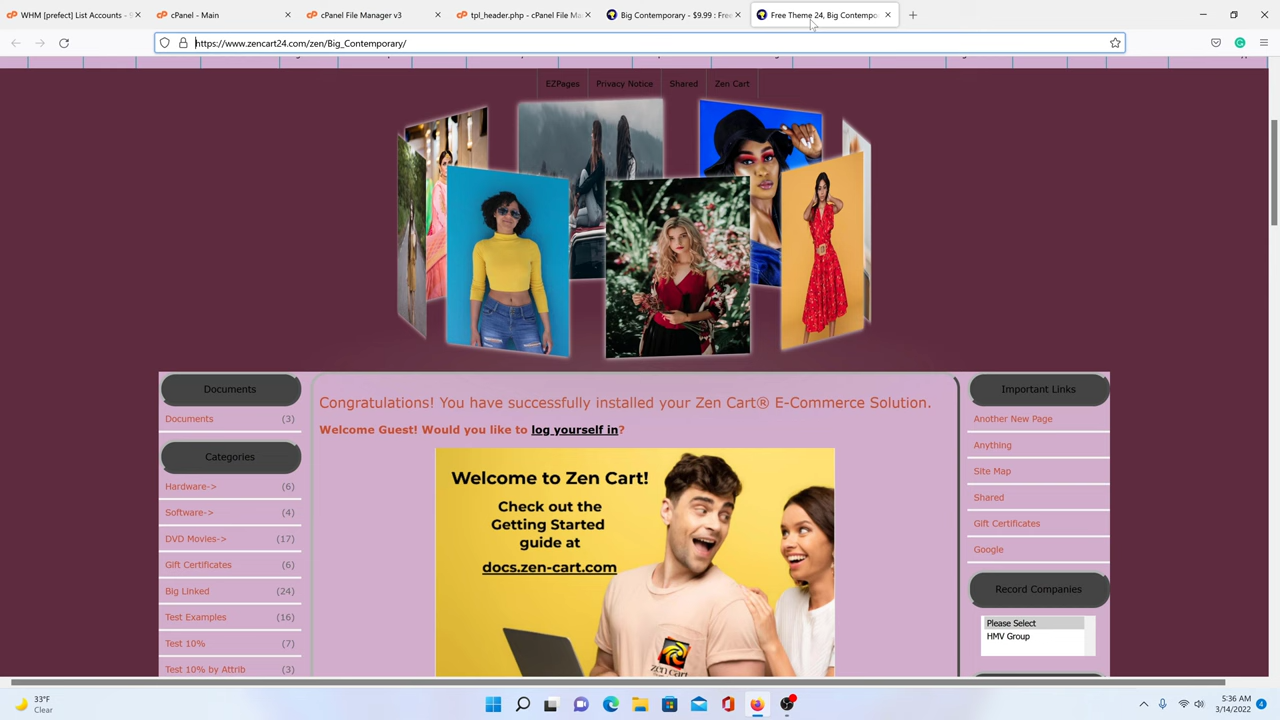 WHM [prefect] List Accounts - 9
cPanel - Main
cPanel File Manager v3
tpl_header.php - cPanel File Ma
Big Contemporary - $9.99 : Free
Free Theme 24, Big Contempo
https://www.zencart24.com/zen/Big_Contemporary/
EZPages
Privacy Notice
Shared
Zen Cart
Documents
Documents (3)
Categories
Hardware-> (6)
Software-> (4)
DVD Movies-> (17)
Gift Certificates (6)
Big Linked (24)
Test Examples (16)
Test 10% (7)
Test 10% by Attrib (3)
Congratulations! You have successfully installed your Zen Cart® E-Commerce Solution.
Welcome Guest! Would you like to log yourself in?
Welcome to Zen Cart!
Check out the
Getting Started
guide at
docs.zen-cart.com
zen cart
Important Links
Another New Page
Anything
Site Map
Shared
Gift Certificates
Google
Record Companies
Please Select
HMV Group
33°F
Clear
5:36 AM
3/14/2022
4